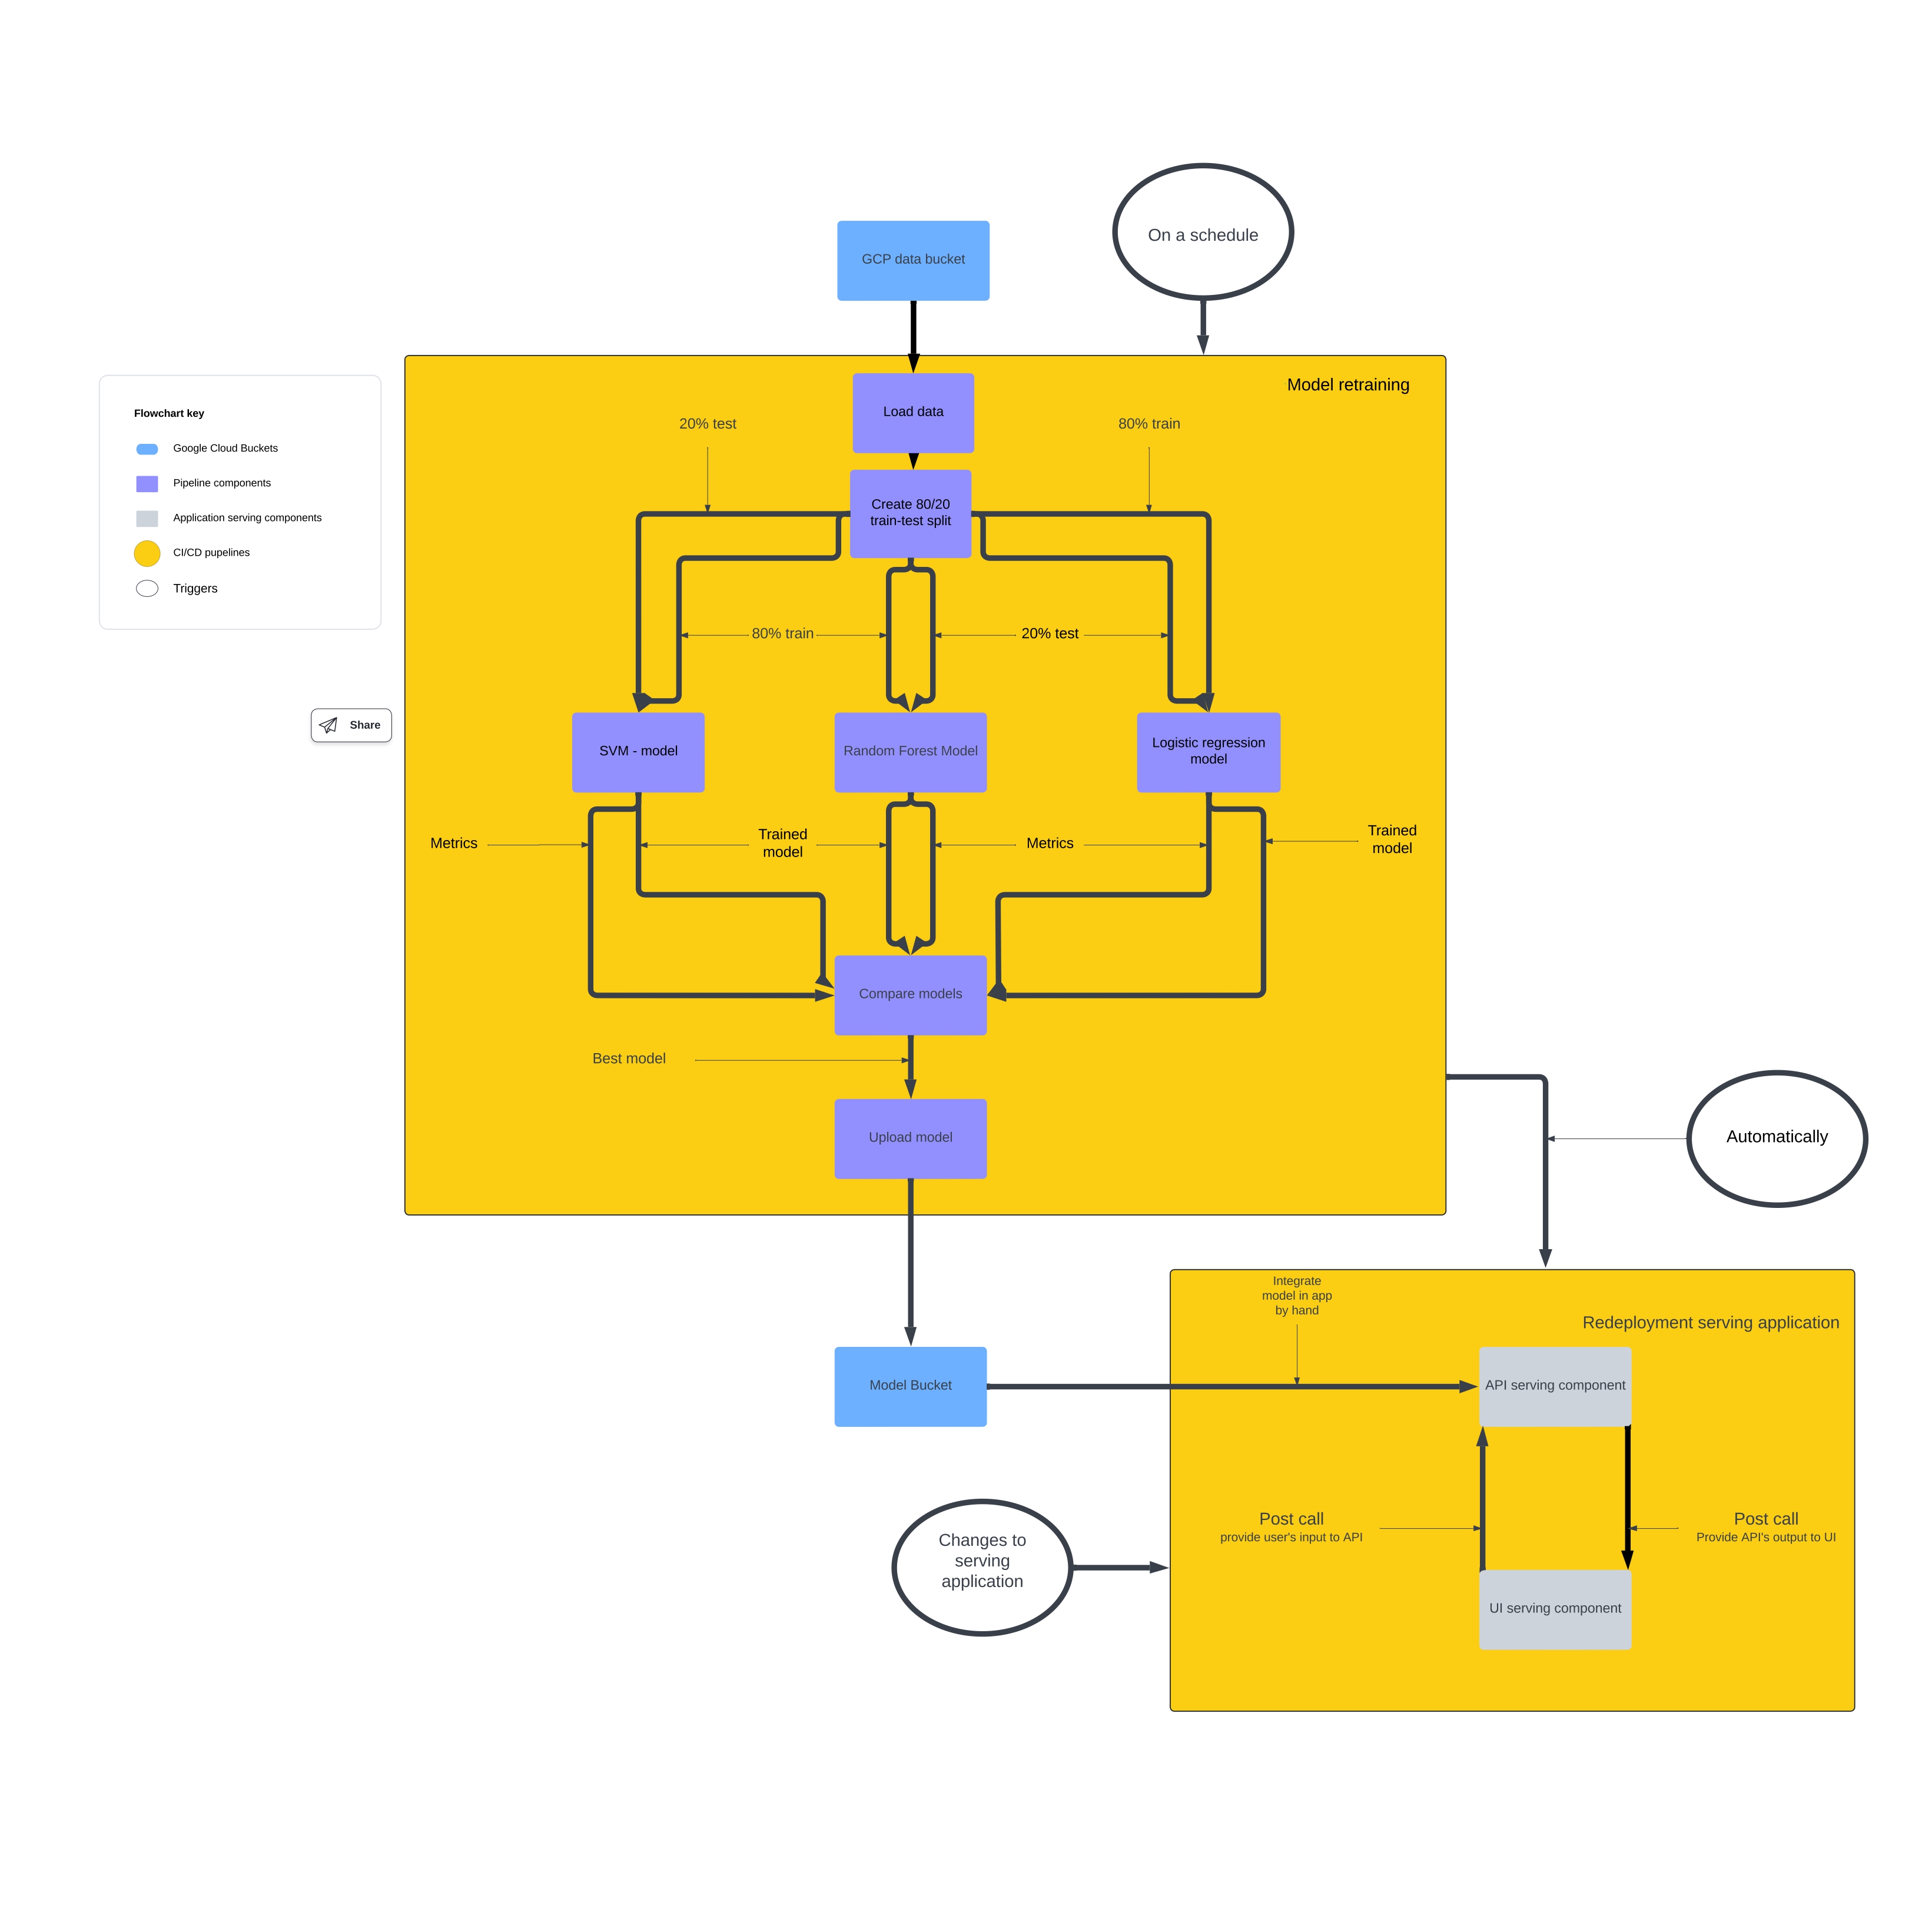 On a schedule
GCP data bucket
Model retraining
Flowchart key
Google Cloud Buckets
Pipeline components
Application serving components
CI/CD pupelines
Triggers
Share
Load data
20% test
80% train
Create 80/20
train-test split
80% train
20% test
SVM - model
Random Forest Model
Logistic regression
model
Metrics
Trained
model
Metrics
Trained
model
Compare models
Best model
Upload model
Automatically
Integrate
model in app
by hand
Redeployment serving application
Model Bucket
API serving component
Changes to
serving
application
Post call
provide user's input to API
Post call
Provide API's output to UI
UI serving component